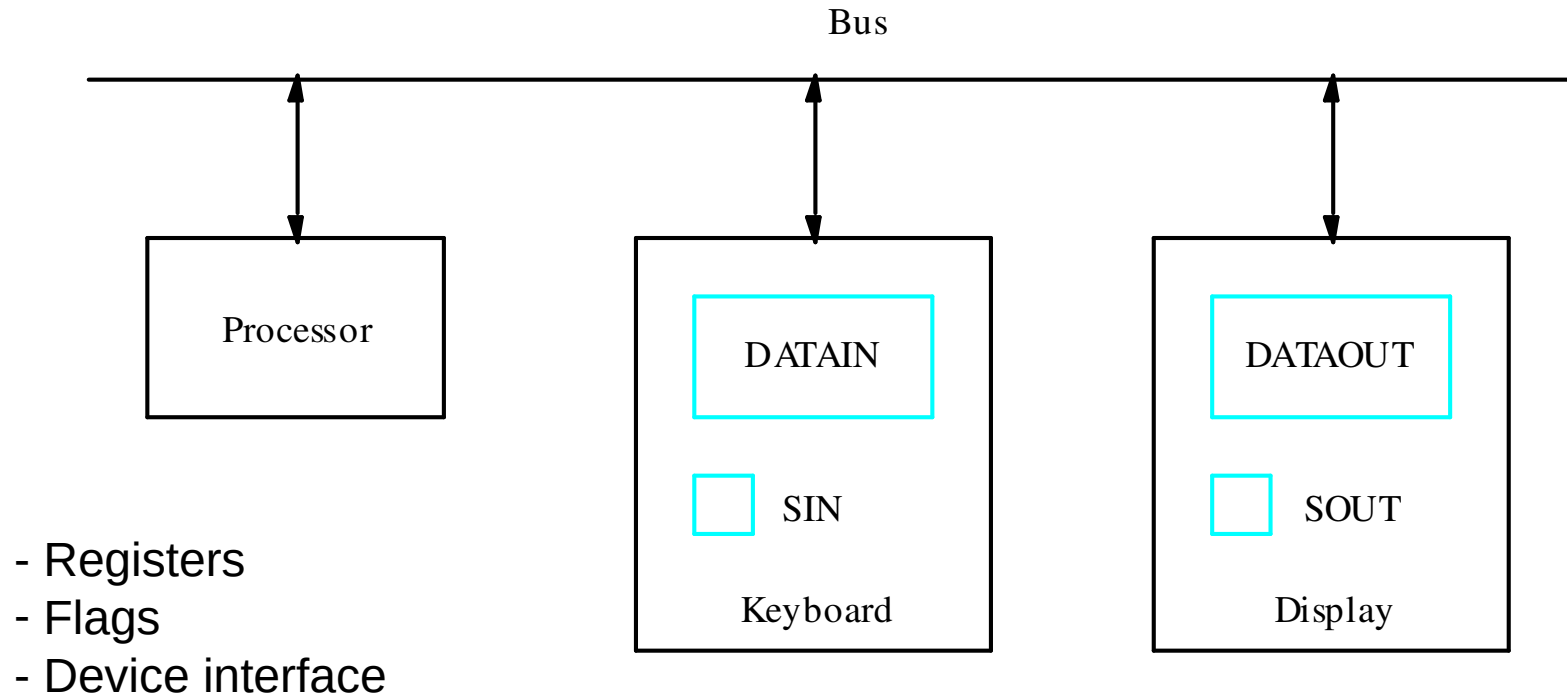 Bus
Processor
DATAIN
DATAOUT
SIN
SOUT
Keyboard
Display
- Registers
- Flags
- Device interface